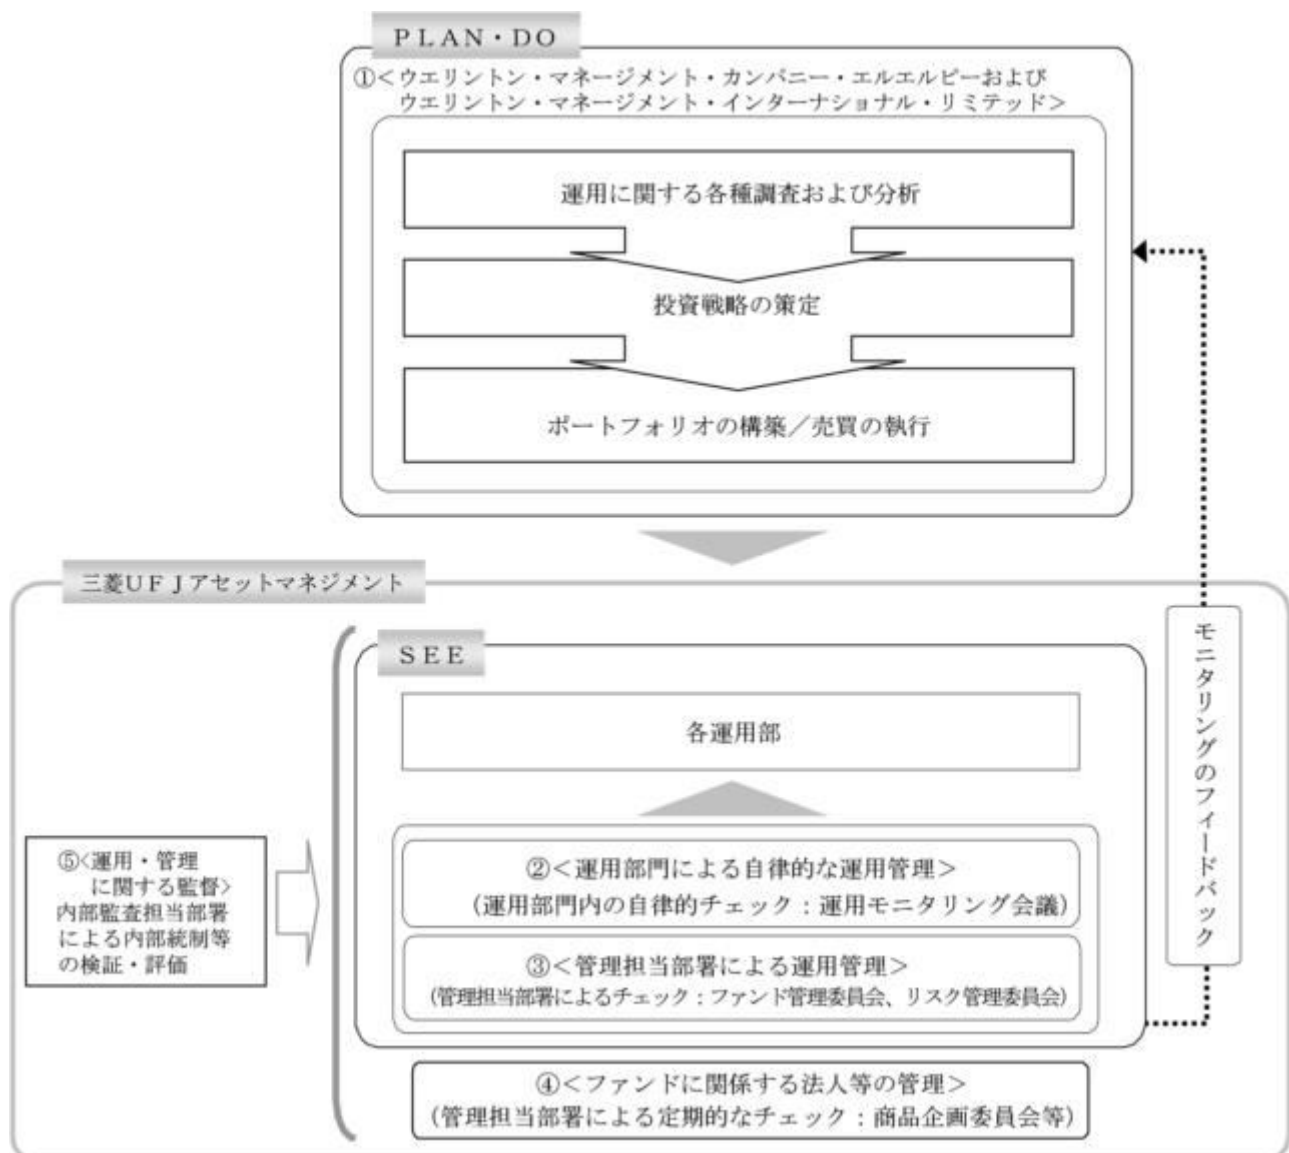 ＰＬＡＮ・ＤＯ
①＜ウエリントン・マネージメント・カンパニー・エルエルピーおよび
ウエリントン・マネージメント・インターナショナル・リミテッド＞
運用に関する各種調査および分析
投資戦略の策定
ポートフォリオの構築／売買の執行
三菱ＵＦＪアセットマネジメント
ＳＥＥ
各運用部
②＜運用部門による自律的な運用管理＞
（運用部門内の自律的チェック：運用モニタリング会議）
③＜管理担当部署による運用管理＞
（管理担当部署によるチェック：ファンド管理委員会、リスク管理委員会）
④＜ファンドに関係する法人等の管理＞
（管理担当部署による定期的なチェック：商品企画委員会等）
⑤<運用・管理
に関する監督>
内部監査担当部署
による内部統制等
の検証・評価
モニタリングのフィードバック